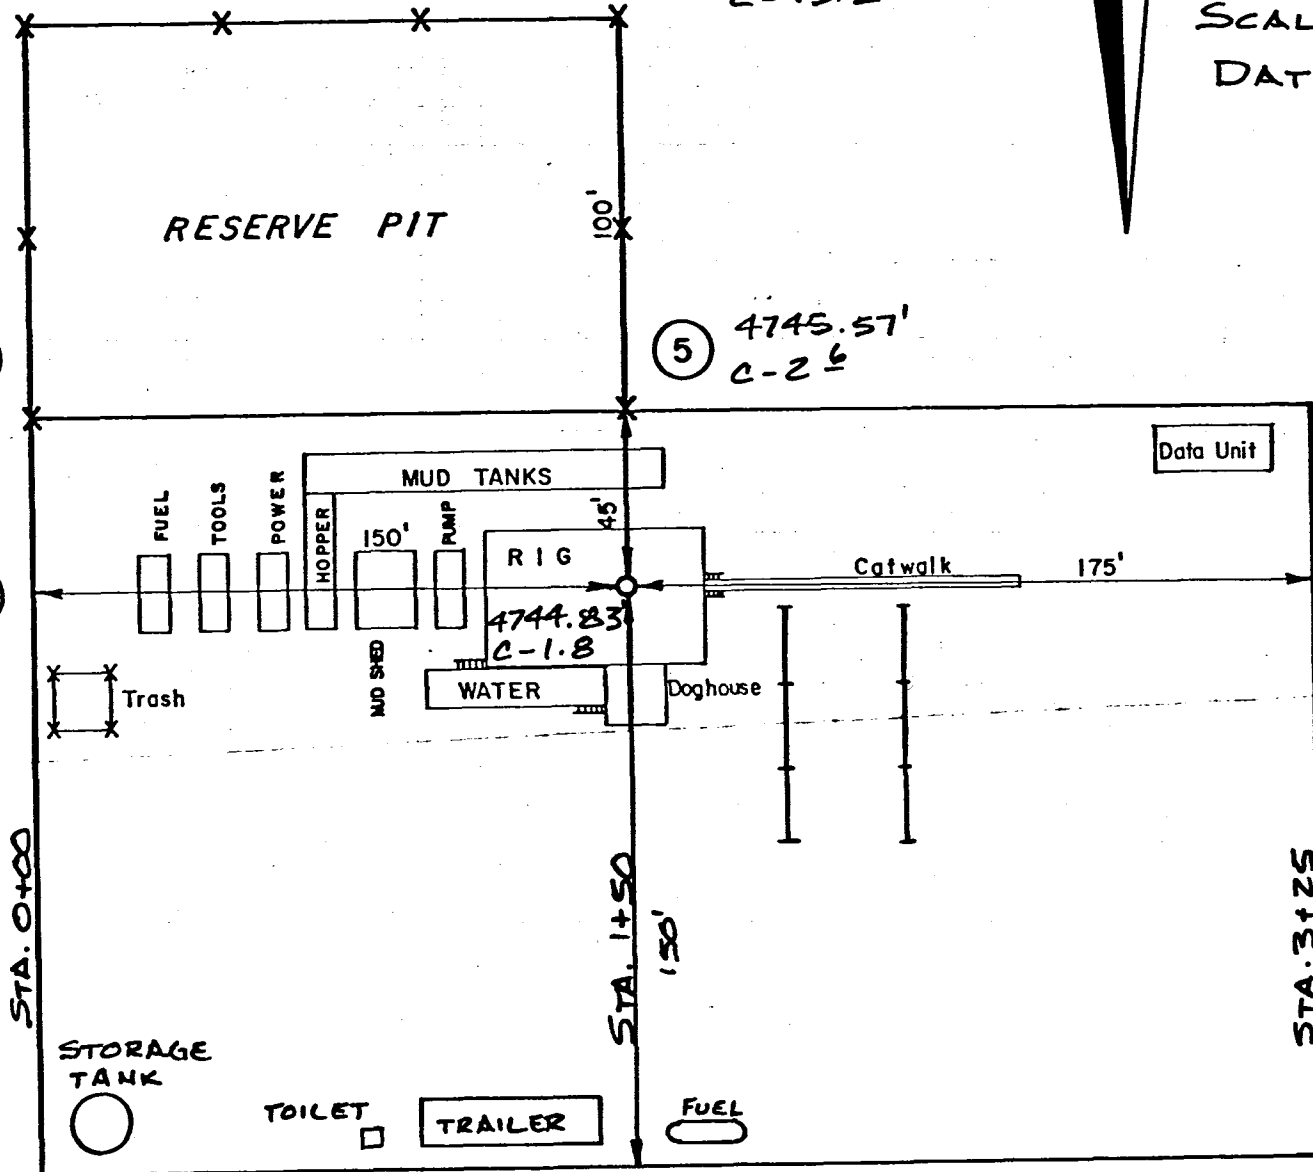 SCAL
DAT
RESERVE PIT
100'
5
4745.57'
C-2 6
Data Unit
MUD TANKS
FUEL
TOOLS
POWER
HOPPER
150'
PUMP
45'
RIG
Catwalk
175'
4744.83'
C-1.8
MUD SHED
WATER
Doghouse
Trash
STA. 0+00
STA. 1+50
150'
STA. 3+25
STORAGE
TANK
TOILET
TRAILER
FUEL